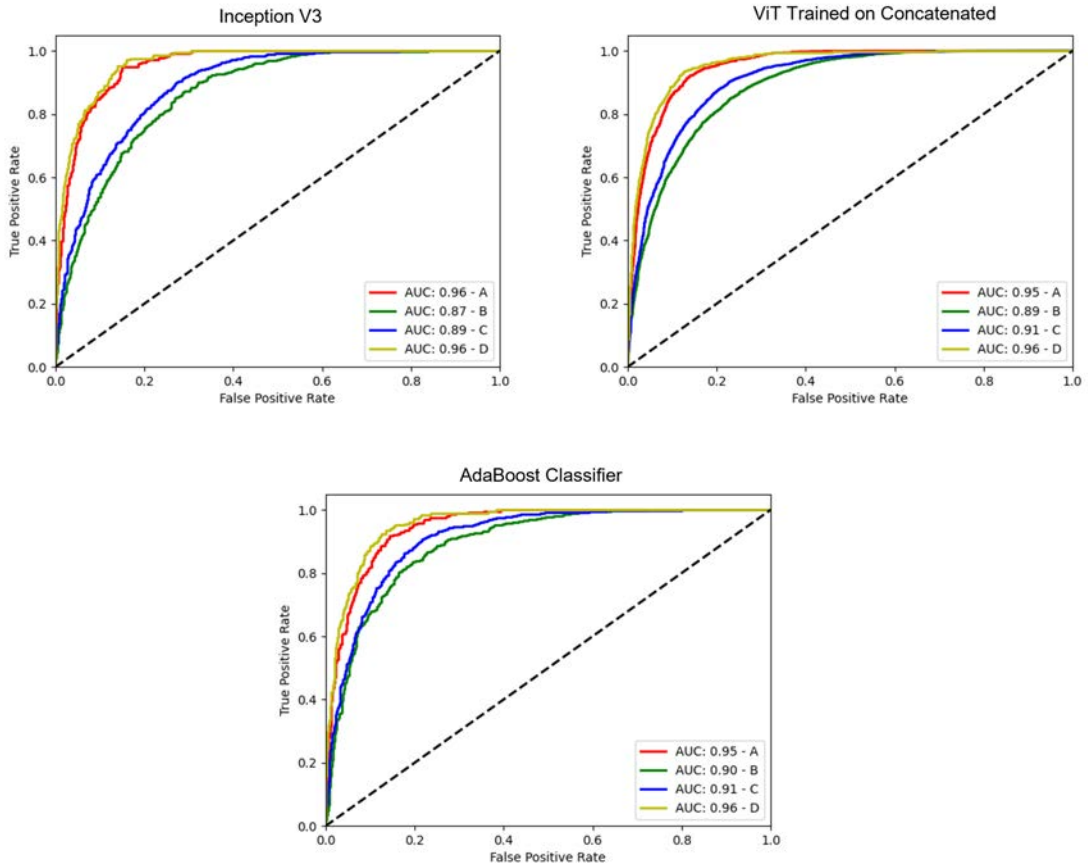 Inception V3
1.0
0.8
0.6
0.4
0.2
0.0
True Positive Rate
AUC: 0.96 - A
AUC: 0.87 - B
AUC: 0.89 - C
AUC: 0.96 - D
0.0 0.2 0.4 0.6 0.8 1.0
False Positive Rate
ViT Trained on Concatenated
1.0
0.8
0.6
0.4
0.2
0.0
True Positive Rate
AUC: 0.95 - A
AUC: 0.89 - B
AUC: 0.91 - C
AUC: 0.96 - D
0.0 0.2 0.4 0.6 0.8 1.0
False Positive Rate
AdaBoost Classifier
1.0
0.8
0.6
0.4
0.2
0.0
True Positive Rate
AUC: 0.95 - A
AUC: 0.90 - B
AUC: 0.91 - C
AUC: 0.96 - D
0.0 0.2 0.4 0.6 0.8 1.0
False Positive Rate